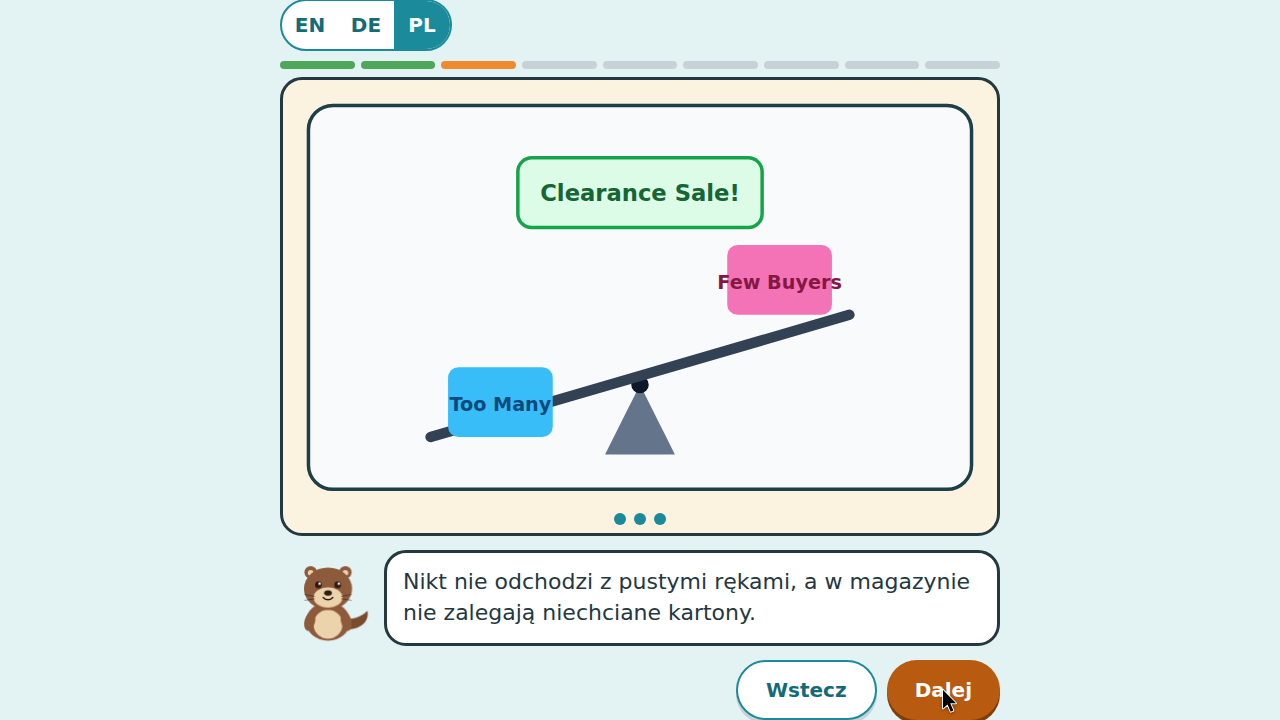 EN DE PL
Clearance Sale!
Few Buyers
Too Many
Nikt nie odchodzi z pustymi rękami, a w magazynie
nie zalegają niechciane kartony.
Wstecz Dalej